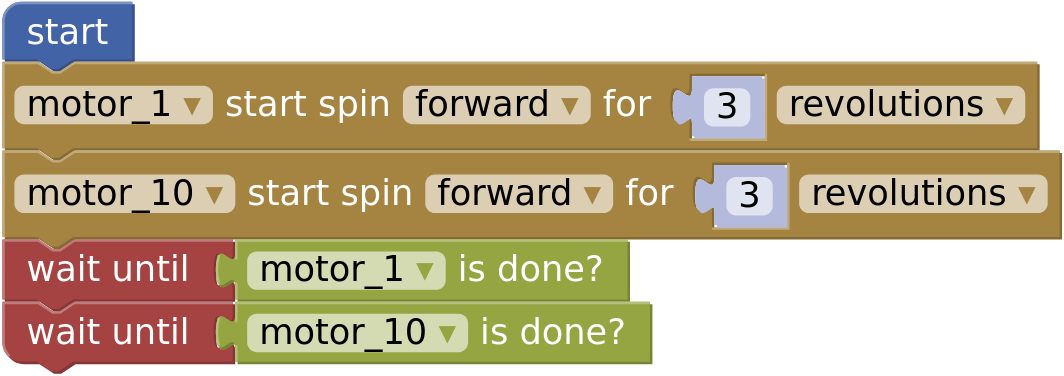 start
motor_1 ▼ start spin forward ▼ for 3 revolutions ▼
motor_10 ▼ start spin forward ▼ for 3 revolutions ▼
wait until motor_1 ▼ is done?
wait until motor_10 ▼ is done?